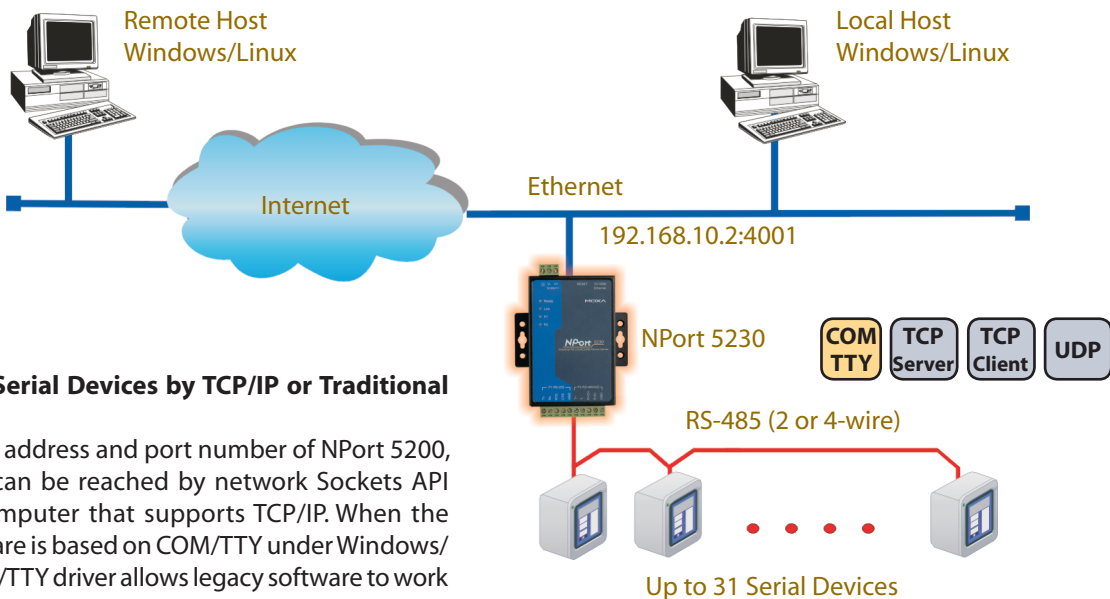 Remote Host
Windows/Linux
Local Host
Windows/Linux
Internet
Ethernet
192.168.10.2:4001
MOXA
NPort
NPort 5230
COM
TTY
TCP
Server
TCP
Client
UDP
RS-485 (2 or 4-wire)
Up to 31 Serial Devices
Serial Devices by TCP/IP or Traditional
address and port number of NPort 5200,
can be reached by network Sockets API
mputer that supports TCP/IP. When the
are is based on COM/TTY under Windows/
/TTY driver allows legacy software to work